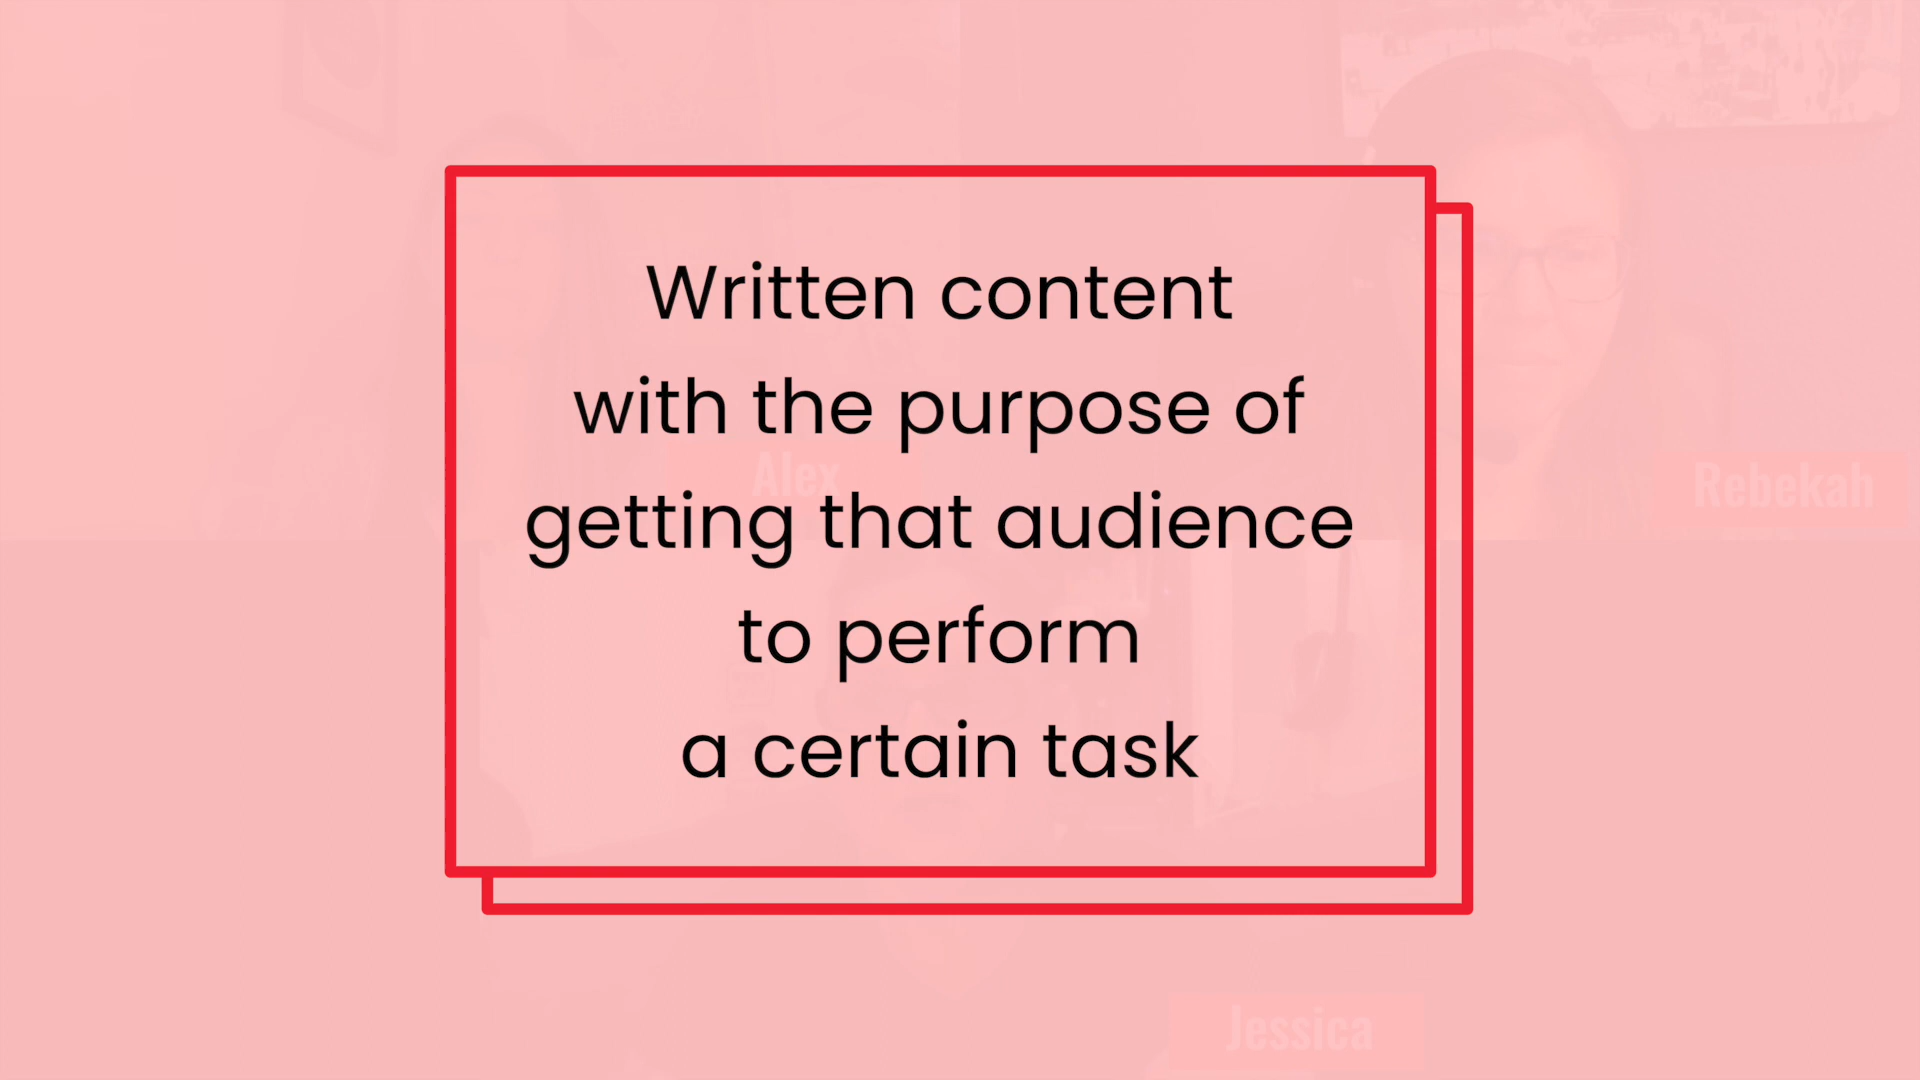 Written content
with the purpose of
Alex
Rebekah
getting that audience
to perform
a certain task
Jessica